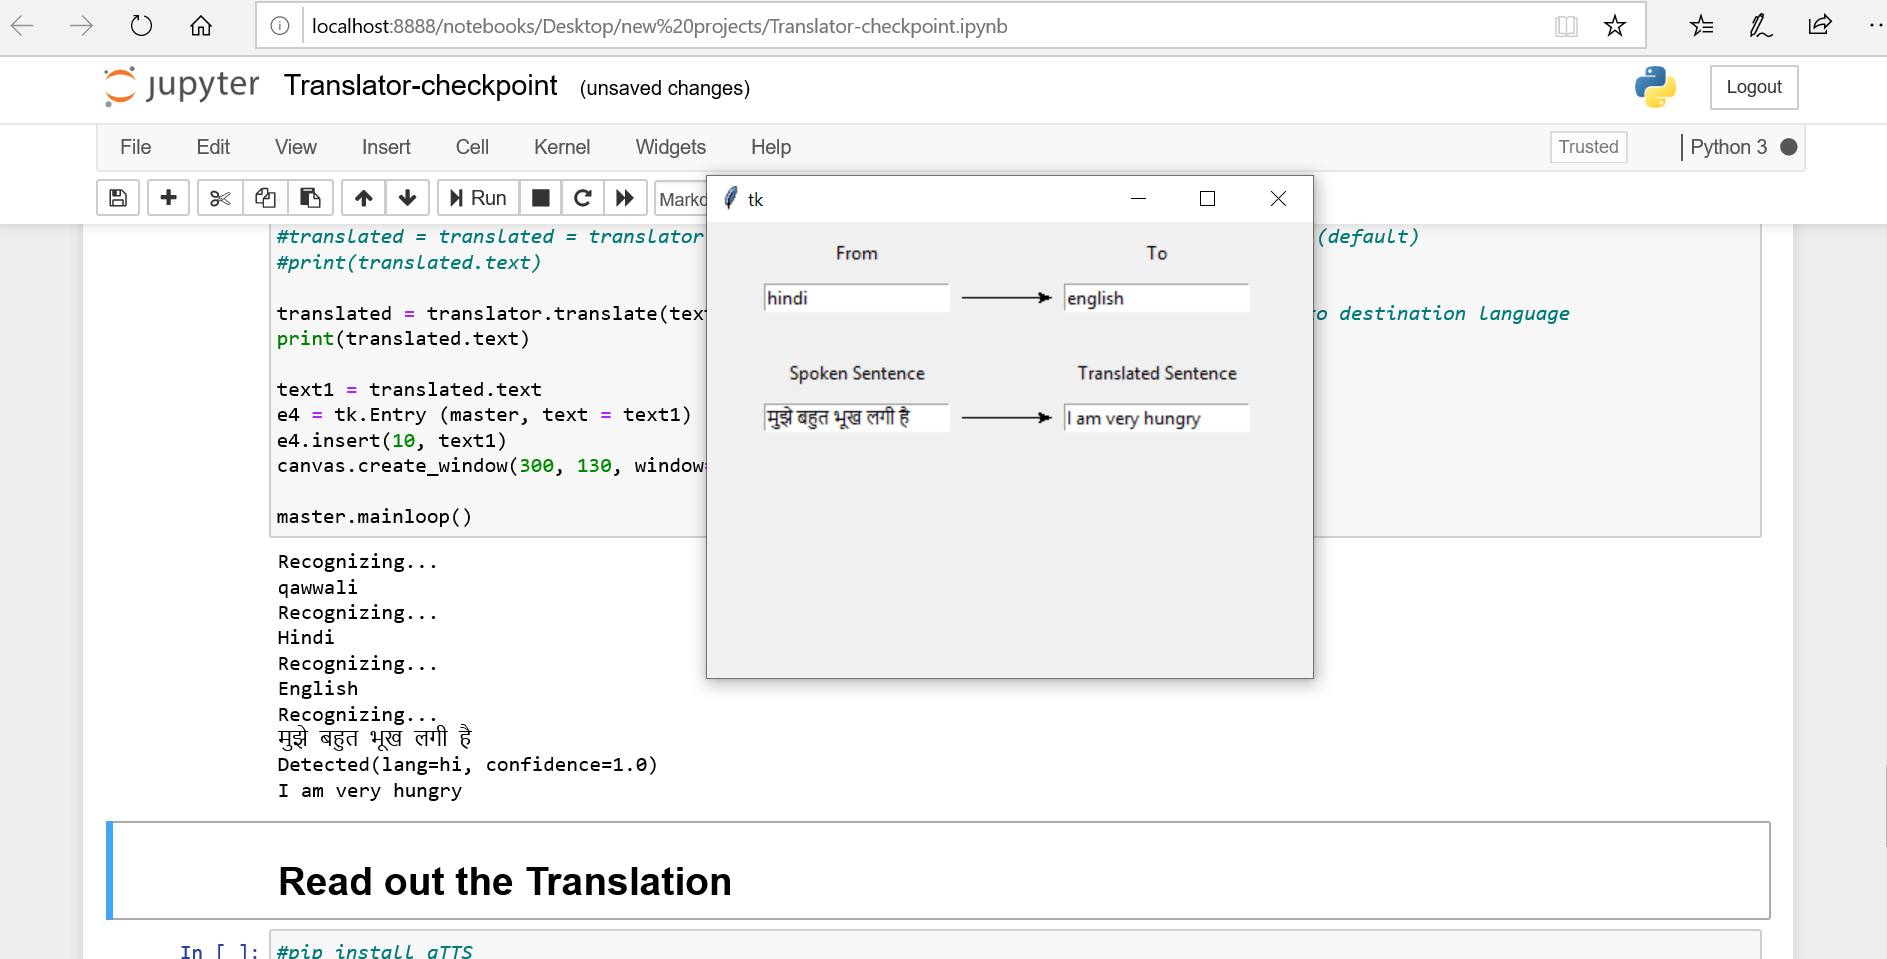 localhost:8888/notebooks/Desktop/new%20projects/Translator-checkpoint.ipynb
jupyter Translator-checkpoint (unsaved changes)
Logout
File Edit View Insert Cell Kernel Widgets Help
Trusted
Python 3
Run
Markd
#translated = translated = translator
(default)
#print(translated.text)
translated = translator.translate(tex
to destination language
print(translated.text)
text1 = translated.text
e4 = tk.Entry (master, text = text1)
e4.insert(10, text1)
canvas.create_window(300, 130, window=
master.mainloop()
tk
From To
hindi english
Spoken Sentence Translated Sentence
मुझे बहुत भूख लगी है I am very hungry
Recognizing...
qawwali
Recognizing...
Hindi
Recognizing...
English
Recognizing...
मुझे बहुत भूख लगी है
Detected(lang=hi, confidence=1.0)
I am very hungry
Read out the Translation
In [ ]: #pip install gTTS